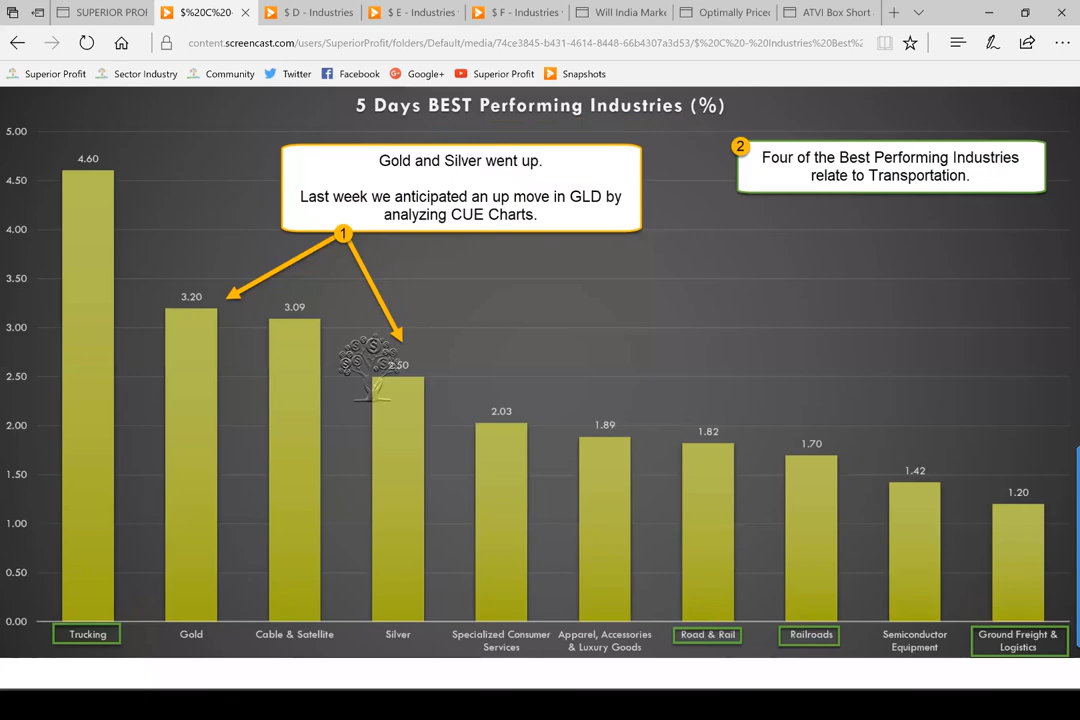 SUPERIOR PROF
$%20C%20-
$ D - Industries
$ E - Industries
$ F - Industries
Will India Marke
Optimally Priced
ATVI Box Short
content.screencast.com/users/SuperiorProfit/folders/Default/media/74ce3845-b431-4614-8448-66b4307a3d53/$%20C%20-%20Industries%20Best%2
Superior Profit
Sector Industry
Community
Twitter
Facebook
Google+
Superior Profit
Snapshots
5 Days BEST Performing Industries (%)
5.00
4.50
4.00
3.50
3.00
2.50
2.00
1.50
1.00
0.50
0.00
1
Gold and Silver went up.
Last week we anticipated an up move in GLD by
analyzing CUE Charts.
2
Four of the Best Performing Industries
relate to Transportation.
4.60
3.20
3.09
2.50
2.03
1.89
1.82
1.70
1.42
1.20
Trucking
Gold
Cable & Satellite
Silver
Specialized Consumer
Services
Apparel, Accessories
& Luxury Goods
Road & Rail
Railroads
Semiconductor
Equipment
Ground Freight &
Logistics